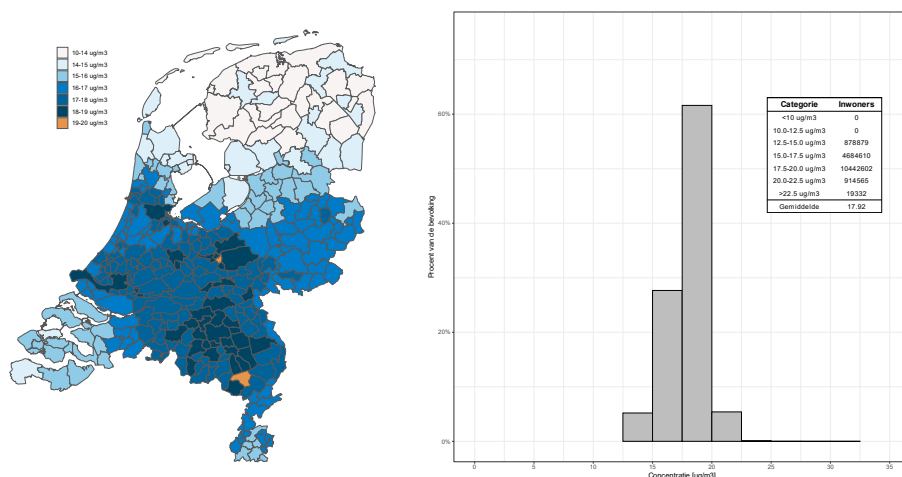 10-14 ug/m3
14-15 ug/m3
15-16 ug/m3
16-17 ug/m3
17-18 ug/m3
18-19 ug/m3
19-20 ug/m3
Procent van de bevolking
60%
40%
20%
0%
Categorie Inwoners
<10 ug/m3 0
10.0-12.5 ug/m3 0
12.5-15.0 ug/m3 878879
15.0-17.5 ug/m3 4684610
17.5-20.0 ug/m3 10442602
20.0-22.5 ug/m3 914565
>22.5 ug/m3 19332
Gemiddelde 17.92
0 5 10 15 20 25 30 35
Concentratie [ug/m3]